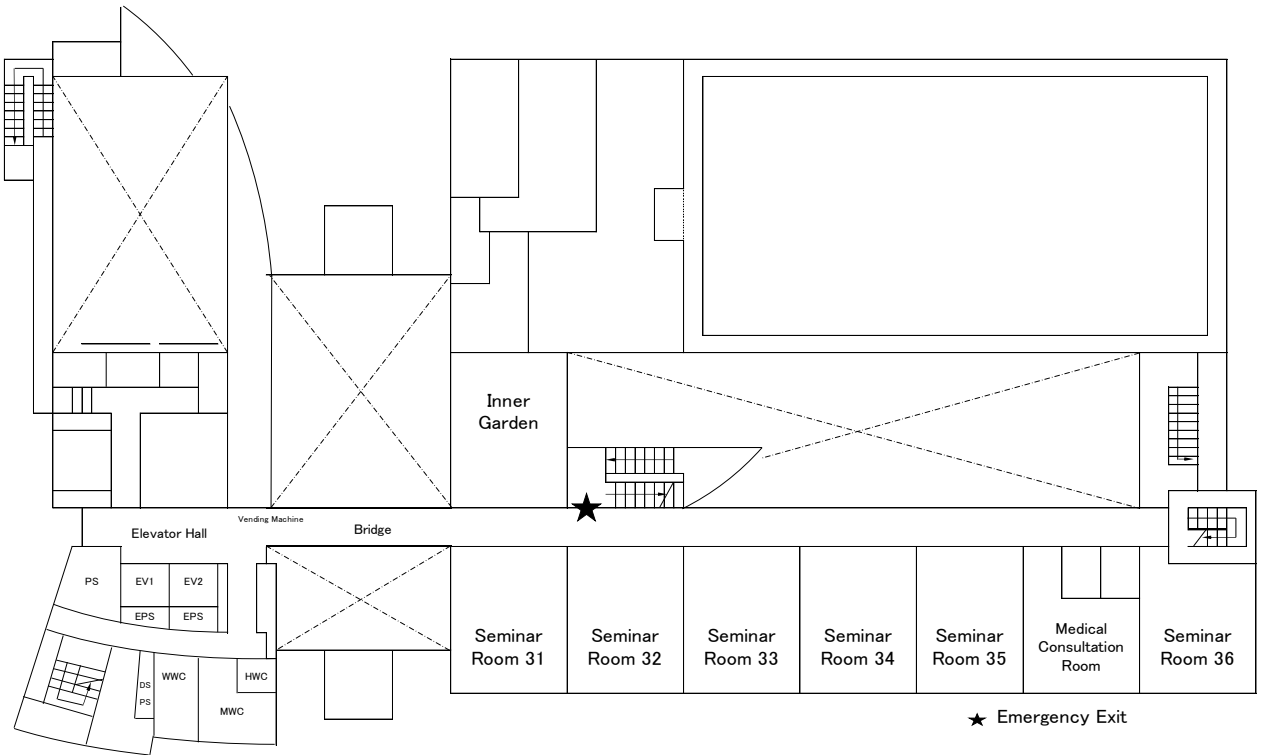 Inner
Garden
Vending Machine
Elevator Hall
Bridge
PS
EV1
EV2
EPS
EPS
Seminar
Room 31
Seminar
Room 32
Seminar
Room 33
Seminar
Room 34
Seminar
Room 35
Medical
Consultation
Room
Seminar
Room 36
DS
PS
WWC
HWC
MWC
Emergency Exit